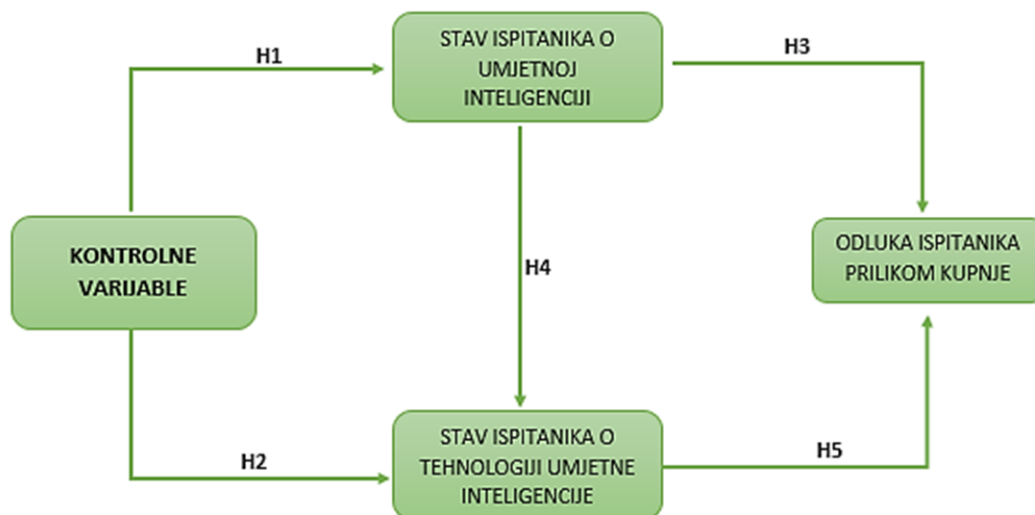 STAV ISPITANIKA O
UMJETNOJ
INTELIGENCIJI
H1
H3
KONTROLNE
VARIJABLE
H4
ODLUKA ISPITANIKA
PRILIKOM KUPNJE
H2
STAV ISPITANIKA O
TEHNOLOGIJI UMJETNE
INTELIGENCIJE
H5